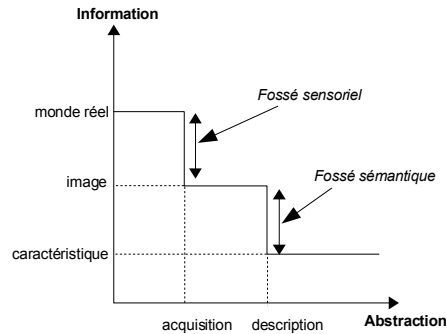 Information
Fossé sensoriel
monde réel
image
Fossé sémantique
caractéristique
Abstraction
acquisition
description